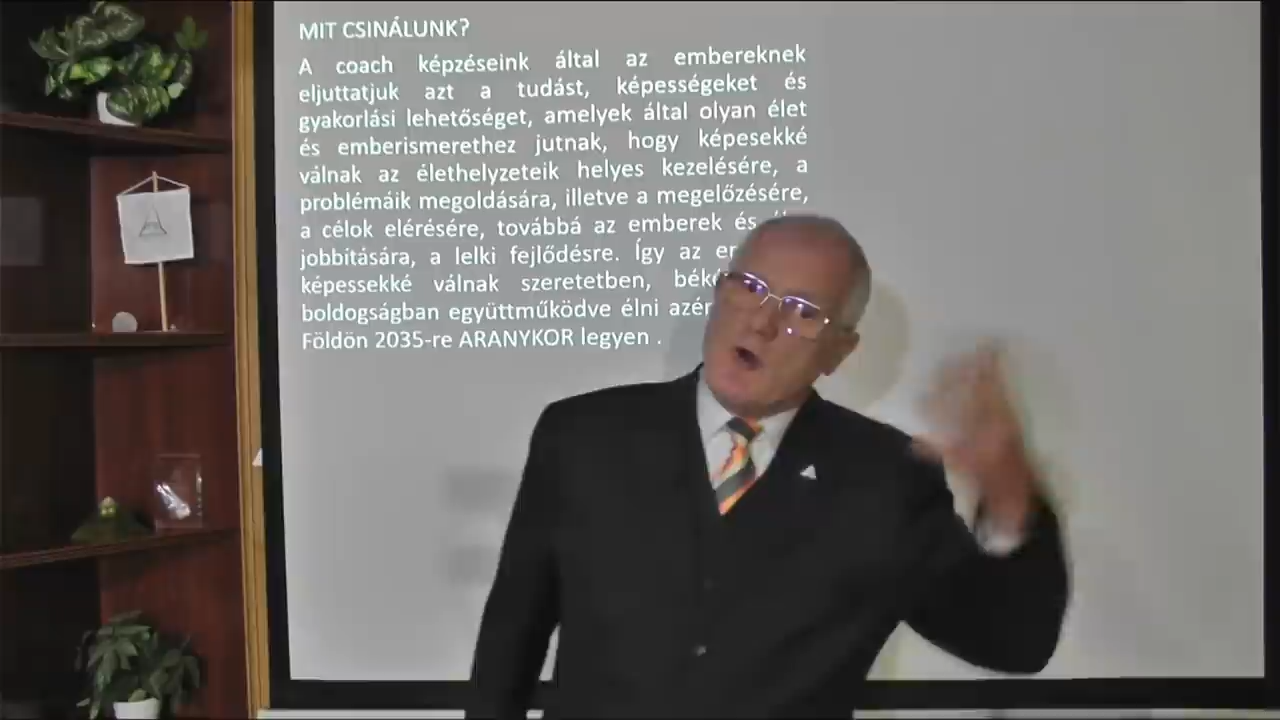 MIT CSINÁLUNK?
A coach képzéseink által az embereknek
eljuttatjuk azt a tudást, képességeket és
gyakorlási lehetőséget, amelyek által olyan élet
és emberismerethez jutnak, hogy képesekké
válnak az élethelyzeteik helyes kezelésére, a
problémáik megoldására, illetve a megelőzésére,
a célok elérésére, továbbá az emberek és
jobbítására, a lelki fejlődésre. Így az
képessekké válnak szeretetben,
boldogságban együttműködve élni
Földön 2035-re ARANYKOR legyen .